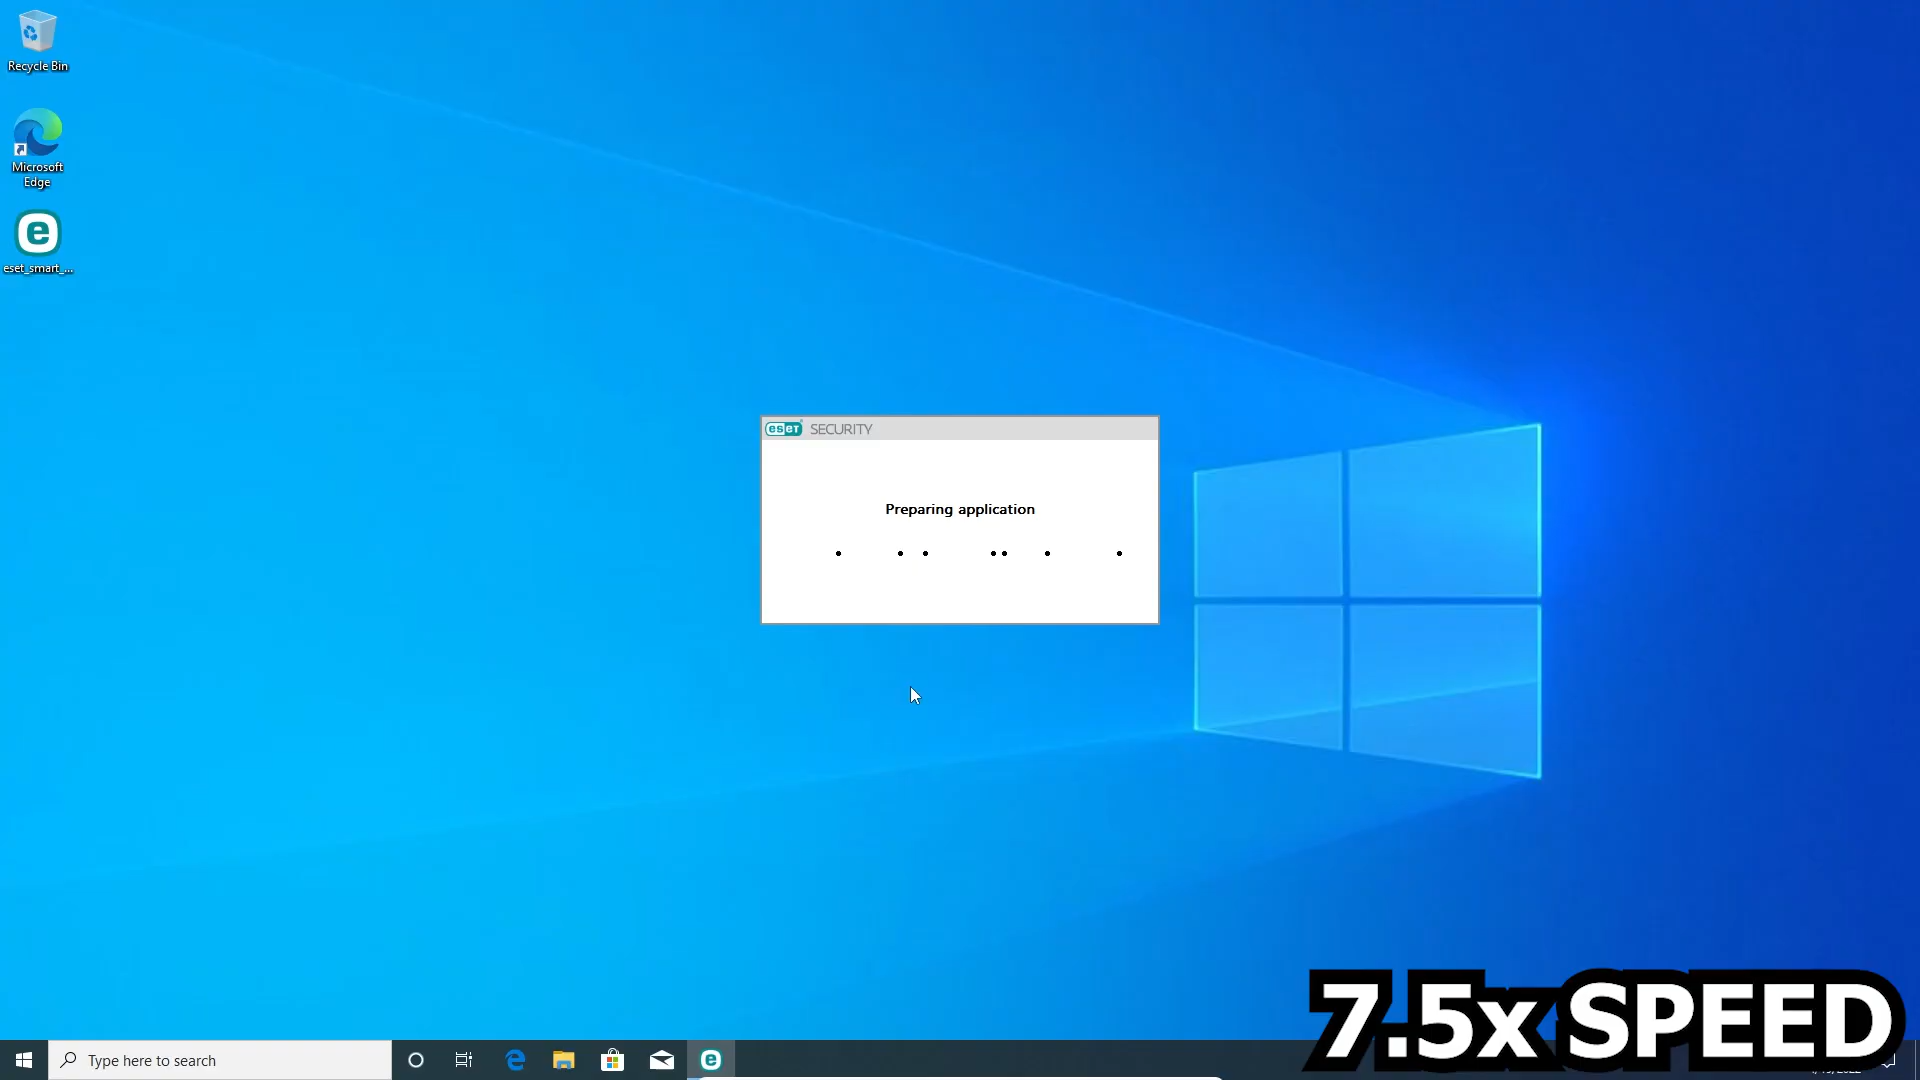 Recycle Bin
Microsoft
Edge
eset_smart_...
eset SECURITY
Preparing application
Type here to search
7.5x SPEED